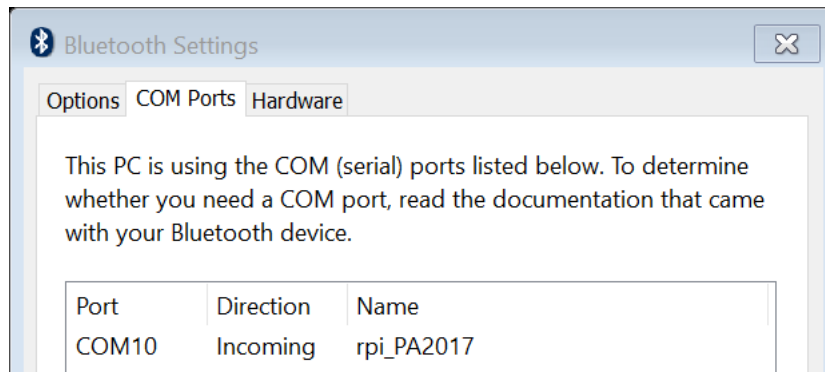 Bluetooth Settings
Options COM Ports Hardware
This PC is using the COM (serial) ports listed below. To determine
whether you need a COM port, read the documentation that came
with your Bluetooth device.
Port Direction Name
COM10 Incoming rpi_PA2017